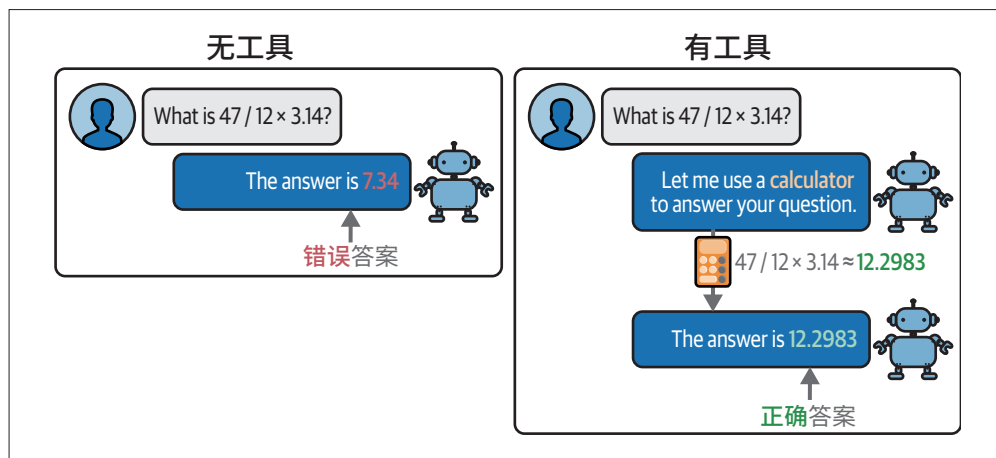 无工具
What is 47 / 12 × 3.14?
The answer is 7.34
错误答案
有工具
What is 47 / 12 × 3.14?
Let me use a calculator
to answer your question.
47 / 12 × 3.14 ≈ 12.2983
The answer is 12.2983
正确答案